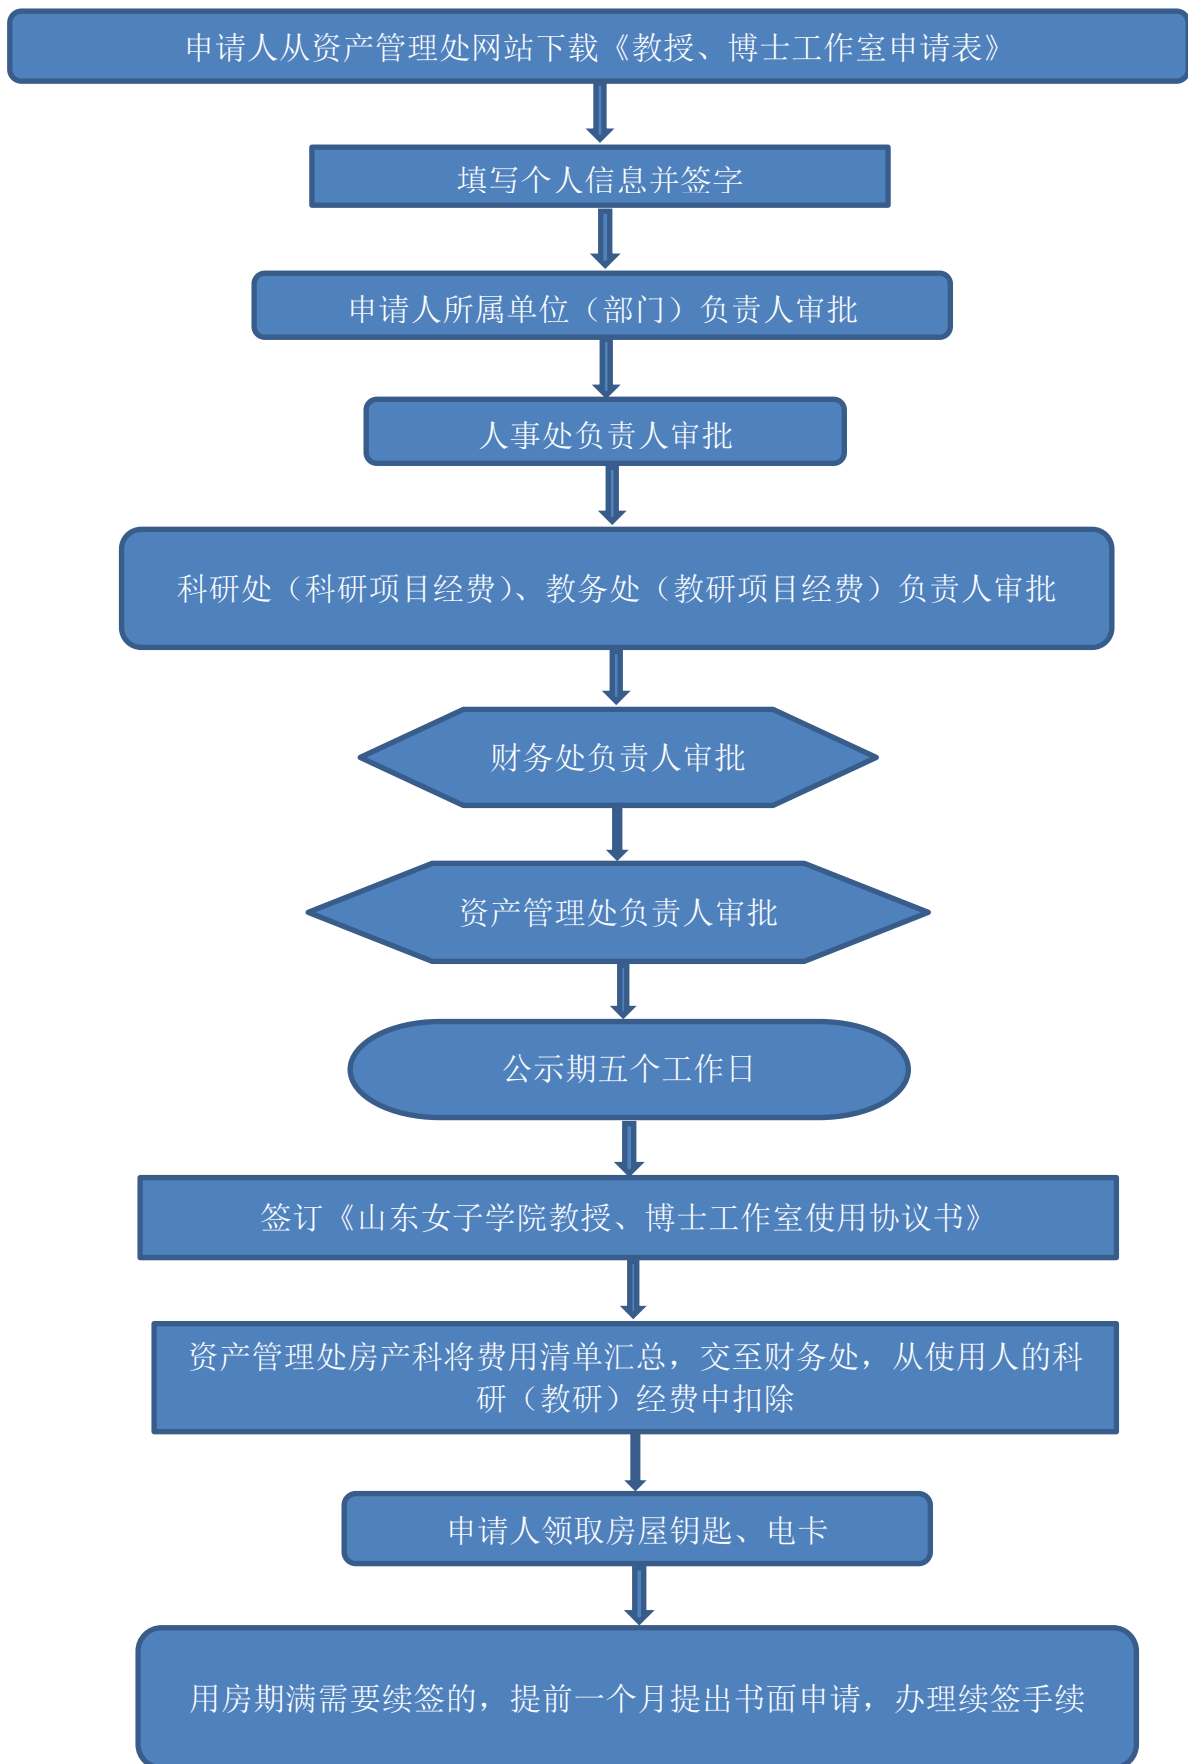 申请人从资产管理处网站下载《教授、博士工作室申请表》
填写个人信息并签字
申请人所属单位（部门）负责人审批
人事处负责人审批
科研处（科研项目经费）、教务处（教研项目经费）负责人审批
财务处负责人审批
资产管理处负责人审批
公示期五个工作日
签订《山东女子学院教授、博士工作室使用协议书》
资产管理处房产科将费用清单汇总，交至财务处，从使用人的科
研（教研）经费中扣除
申请人领取房屋钥匙、电卡
用房期满需要续签的，提前一个月提出书面申请，办理续签手续